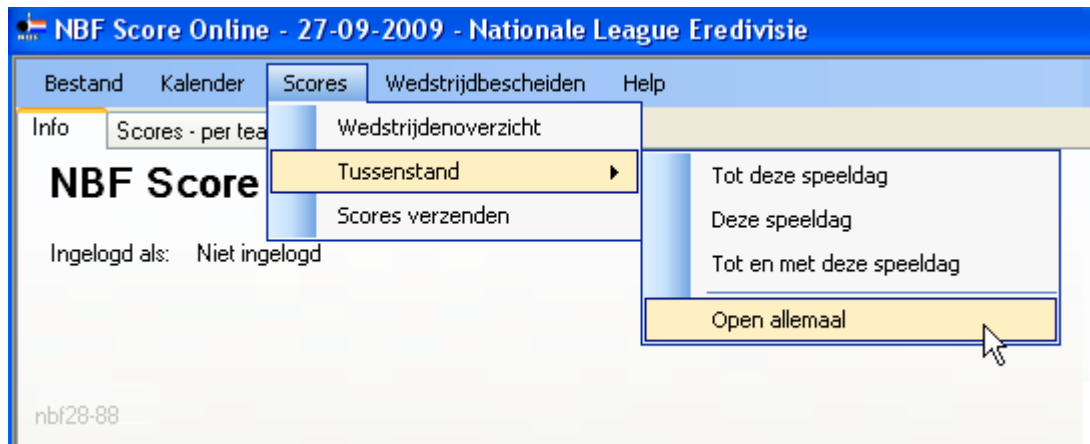 NBF Score Online - 27-09-2009 - Nationale League Eredivisie
Bestand Kalender Scores Wedstrijdbescheiden Help
Info Scores - per tea
Wedstrijdenoverzicht
Tussenstand
Scores verzenden
Tot deze speeldag
Deze speeldag
Tot en met deze speeldag
Open allemaal
NBF Score
Ingelogd als: Niet ingelogd
nbf28-88